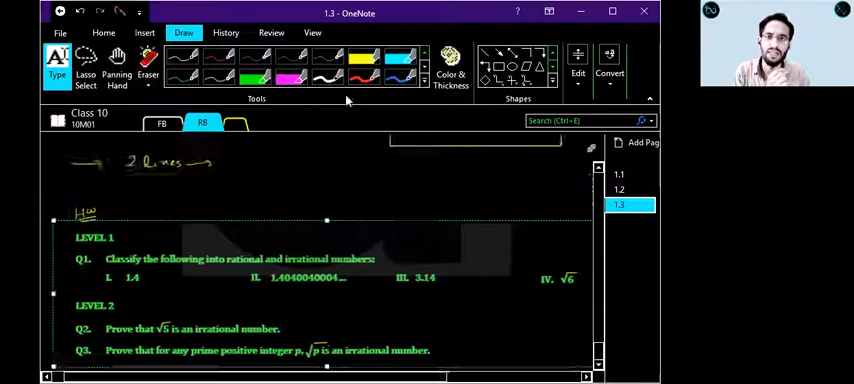 1.3 - OneNote
File Home Insert Draw History Review View
Type Lasso Select Panning Hand Eraser Color & Thickness Edit Convert
Tools Shapes
Class 10
10M01
FB RB
Search (Ctrl+E)
Add Pag
1.1
1.2
1.3
2 lines
HW
LEVEL 1
Q1. Classify the following into rational and irrational numbers:
I. 1.4 II. 1.4040040004... III. 3.14 IV. √6
LEVEL 2
Q2. Prove that √5 is an irrational number.
Q3. Prove that for any prime positive integer p, √p is an irrational number.